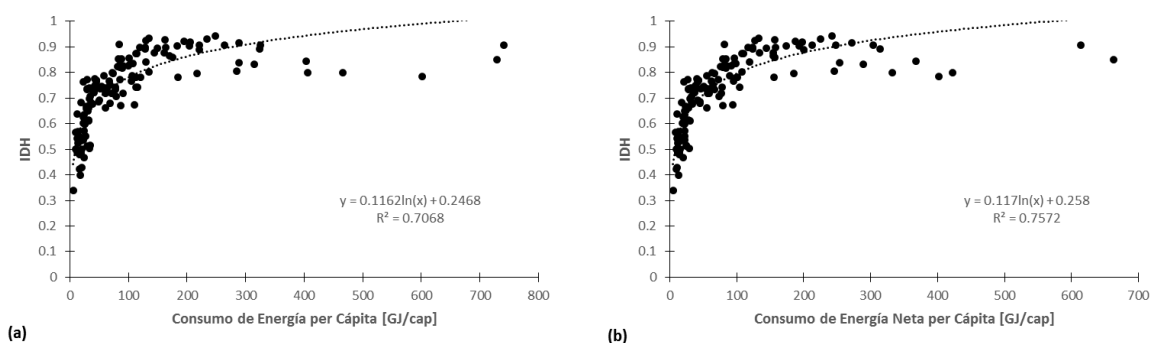 1
0.9
0.8
0.7
0.6
0.5
0.4
0.3
0.2
0.1
0
IDH
y = 0.1162ln(x) + 0.2468
R² = 0.7068
0 100 200 300 400 500 600 700 800
Consumo de Energía per Cápita [GJ/cap]
(a)
1
0.9
0.8
0.7
0.6
0.5
0.4
0.3
0.2
0.1
0
IDH
y = 0.117ln(x) + 0.258
R² = 0.7572
0 100 200 300 400 500 600 700
Consumo de Energía Neta per Cápita [GJ/cap]
(b)